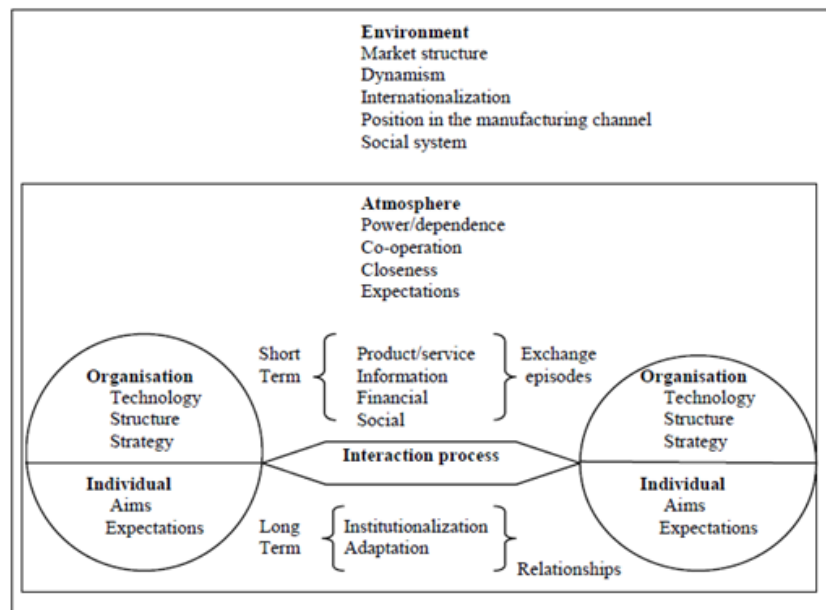 Environment
Market structure
Dynamism
Internationalization
Position in the manufacturing channel
Social system
Atmosphere
Power/dependence
Co-operation
Closeness
Expectations
Organisation
Technology
Structure
Strategy
Individual
Aims
Expectations
Short
Term
Product/service
Information
Financial
Social
Exchange
episodes
Interaction process
Long
Term
Institutionalization
Adaptation
Relationships
Organisation
Technology
Structure
Strategy
Individual
Aims
Expectations